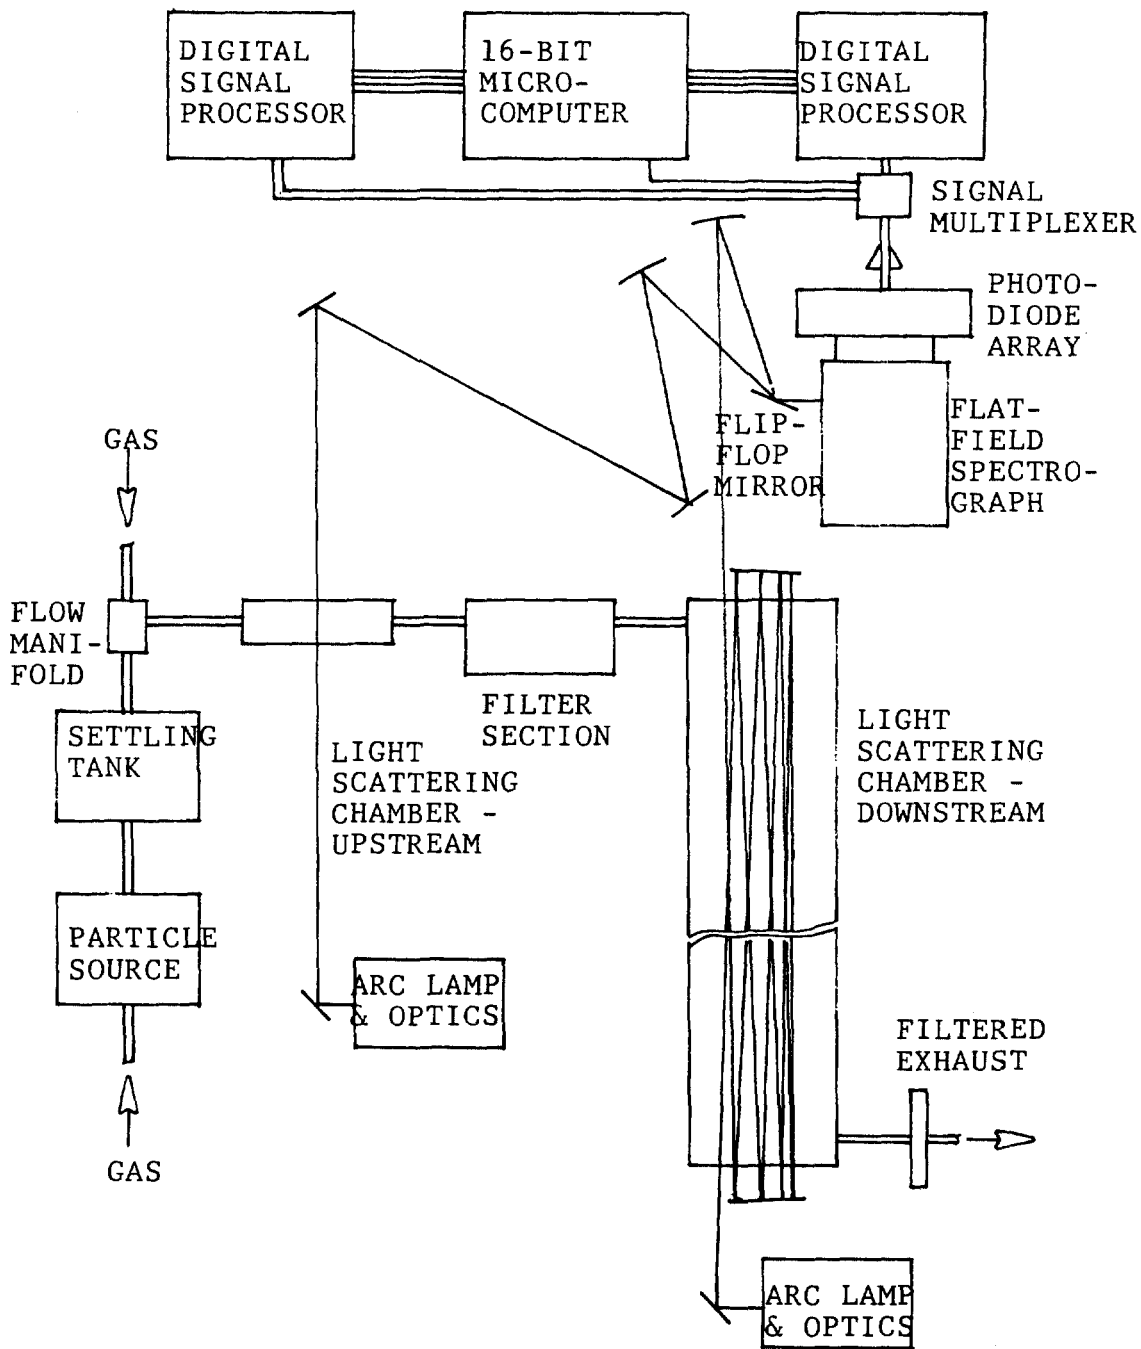 DIGITAL
SIGNAL
PROCESSOR
16-BIT
MICRO-
COMPUTER
DIGITAL
SIGNAL
PROCESSOR
SIGNAL
MULTIPLEXER
PHOTO-
DIODE
ARRAY
FLIP-
FLOP
MIRROR
FLAT-
FIELD
SPECTRO-
GRAPH
GAS
FLOW
MANI-
FOLD
SETTLING
TANK
PARTICLE
SOURCE
GAS
LIGHT
SCATTERING
CHAMBER -
UPSTREAM
FILTER
SECTION
LIGHT
SCATTERING
CHAMBER -
DOWNSTREAM
ARC LAMP
& OPTICS
FILTERED
EXHAUST
ARC LAMP
& OPTICS